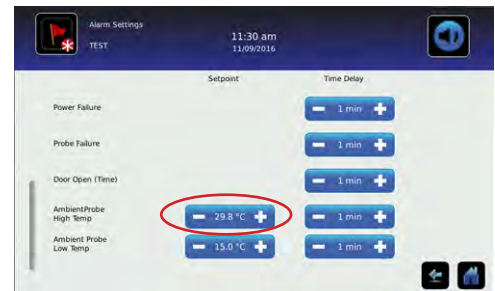 Alarm Settings
TEST
11:30 am
11/09/2016
Setpoint Time Delay
Power Failure 1 min
Probe Failure 1 min
Door Open (Time) 1 min
AmbientProbe
High Temp 29.8 °C 1 min
Ambient Probe
Low Temp 15.0 °C 1 min